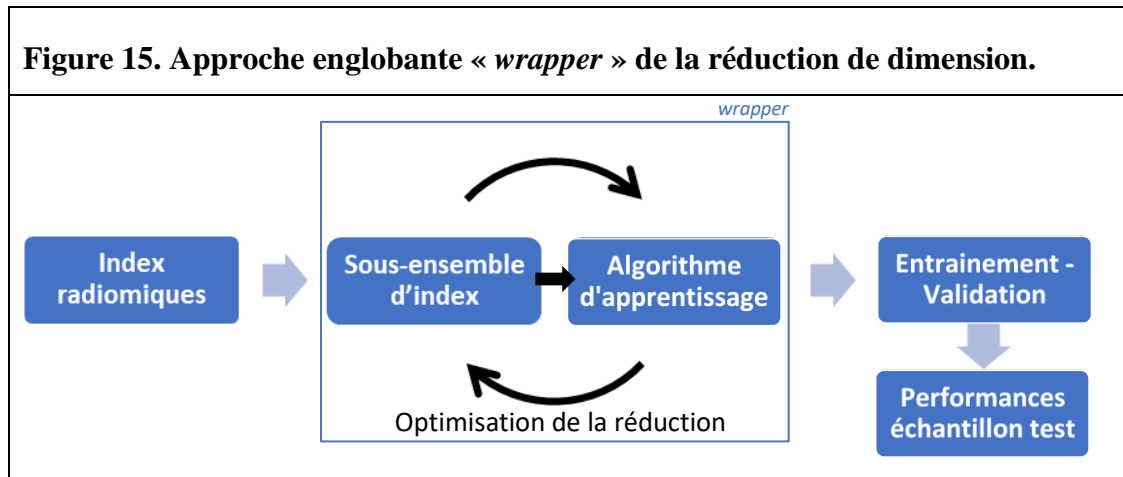 Figure 15. Approche englobante « wrapper » de la réduction de dimension.
wrapper
Index
radiomiques
Sous-ensemble
d’index
Algorithme
d'apprentissage
Entrainement -
Validation
Optimisation de la réduction
Performances
échantillon test